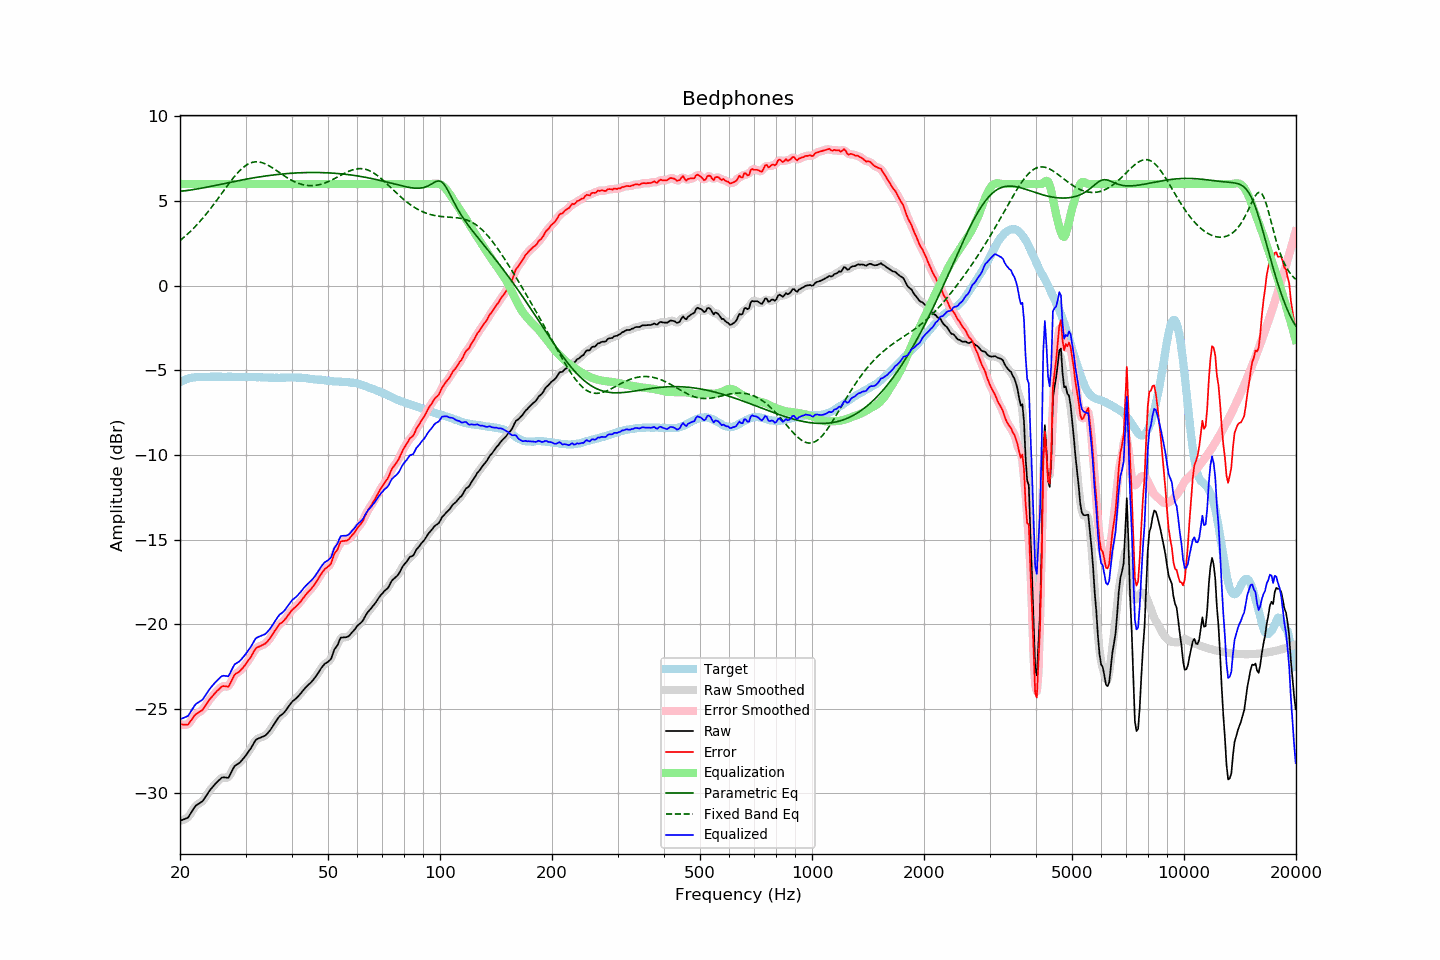 Bedphones
10
5
0
−5
−10
−15
−20
−25
−30
Amplitude (dBr)
20
50
100
200
500
1000
2000
5000
10000
20000
Frequency (Hz)
Target
Raw Smoothed
Error Smoothed
Raw
Error
Equalization
Parametric Eq
Fixed Band Eq
Equalized